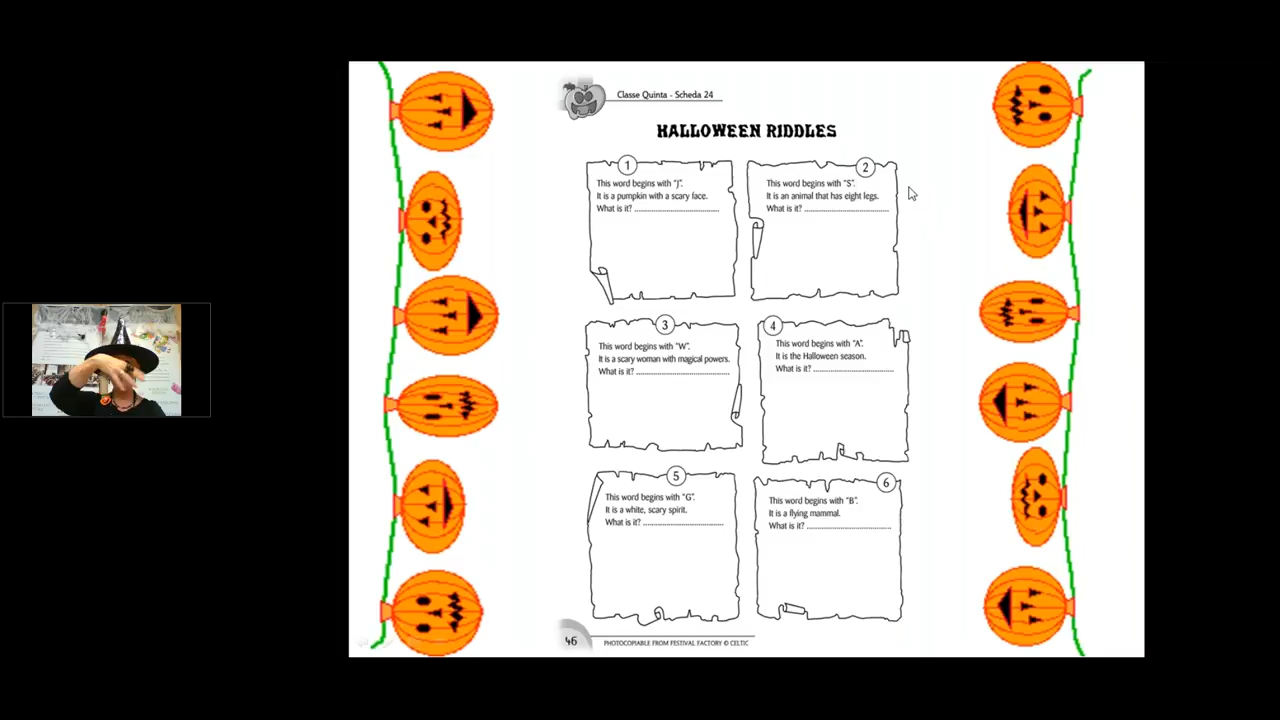 Classe Quinta - Scheda 24
HALLOWEEN RIDDLES
1
This word begins with "J".
It is a pumpkin with a scary face.
What is it? ....................................
2
This word begins with "S".
It is an animal that has eight legs.
What is it? ....................................
3
This word begins with "W".
It is a scary woman with magical powers.
What is it? ....................................
4
This word begins with "A".
It is the Halloween season.
What is it? ....................................
5
This word begins with "G".
It is a white, scary spirit.
What is it? ....................................
6
This word begins with "B".
It is a flying mammal.
What is it? ....................................
46
PHOTOCOPIABLE FROM FESTIVAL FACTORY © CELTIC